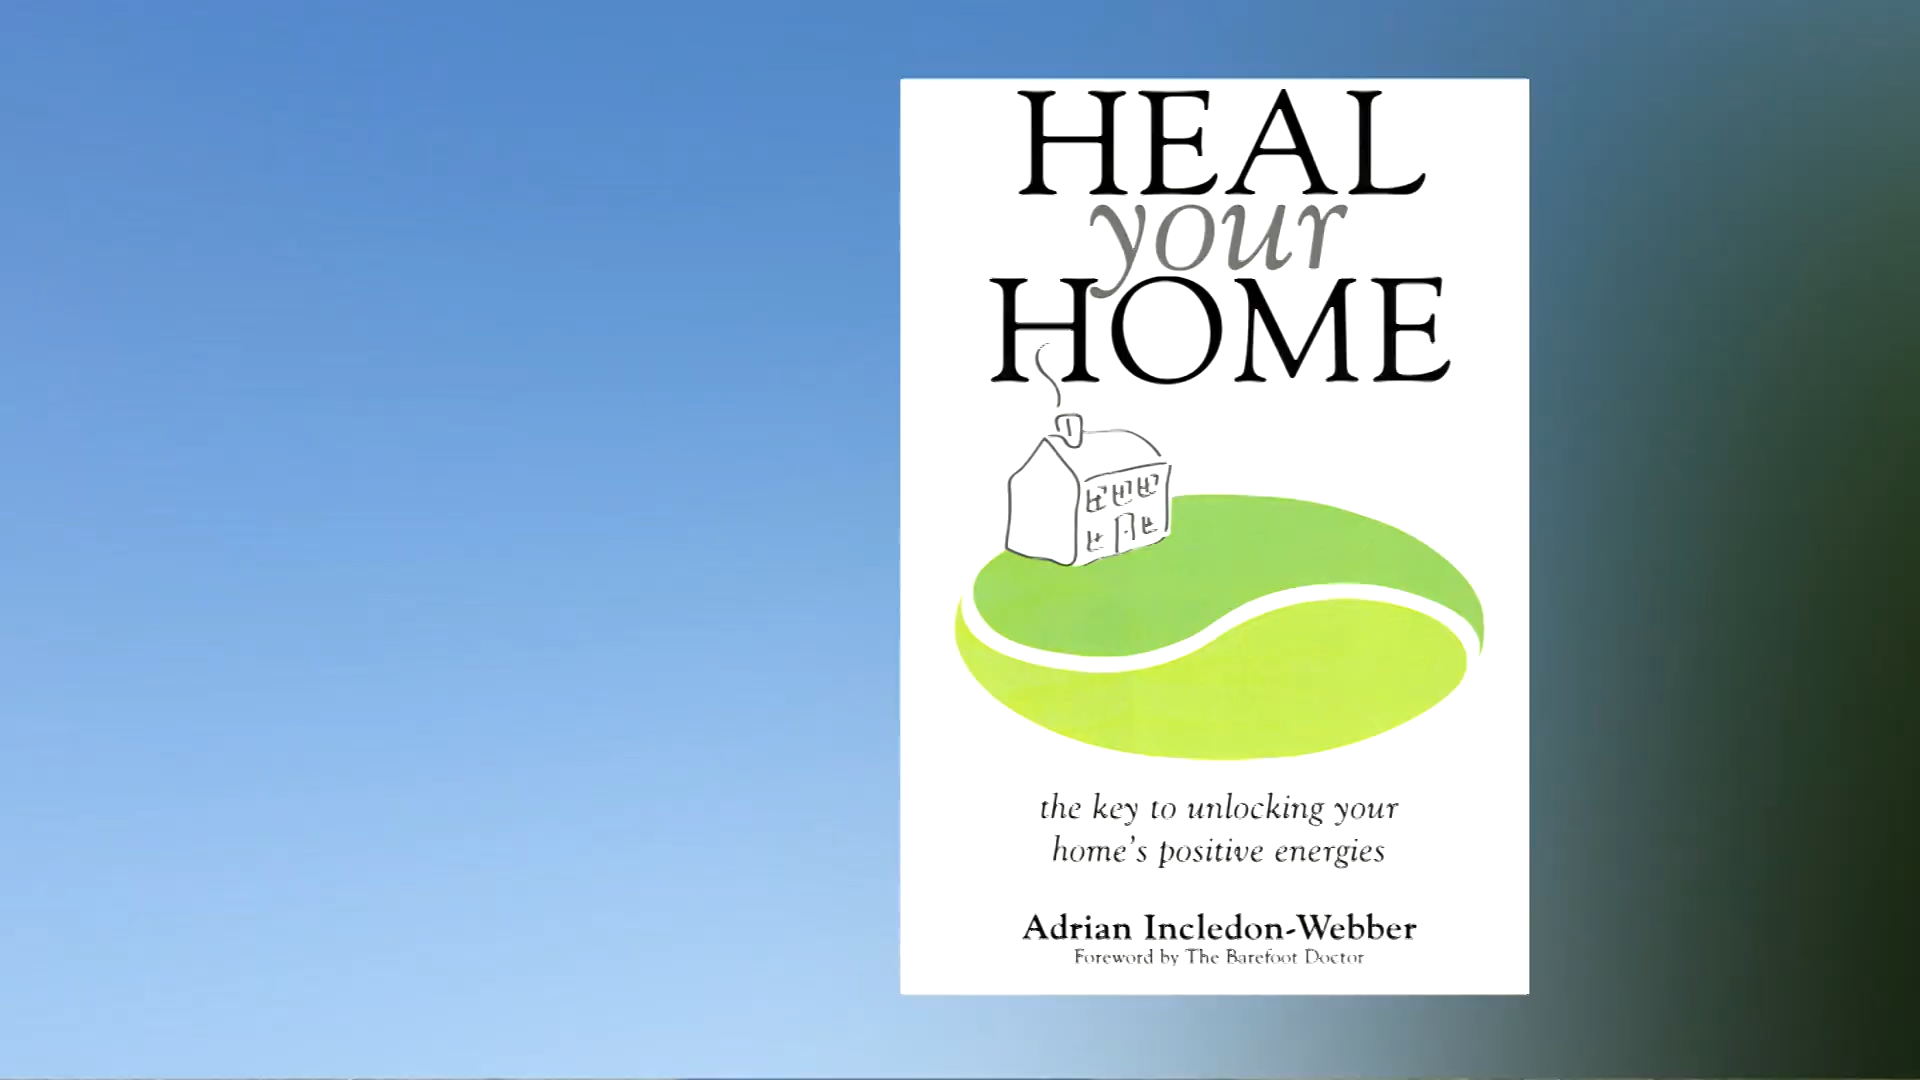 HEAL
your
HOME
the key to unlocking your
home's positive energies
Adrian Incledon-Webber
Foreword by The Barefoot Doctor